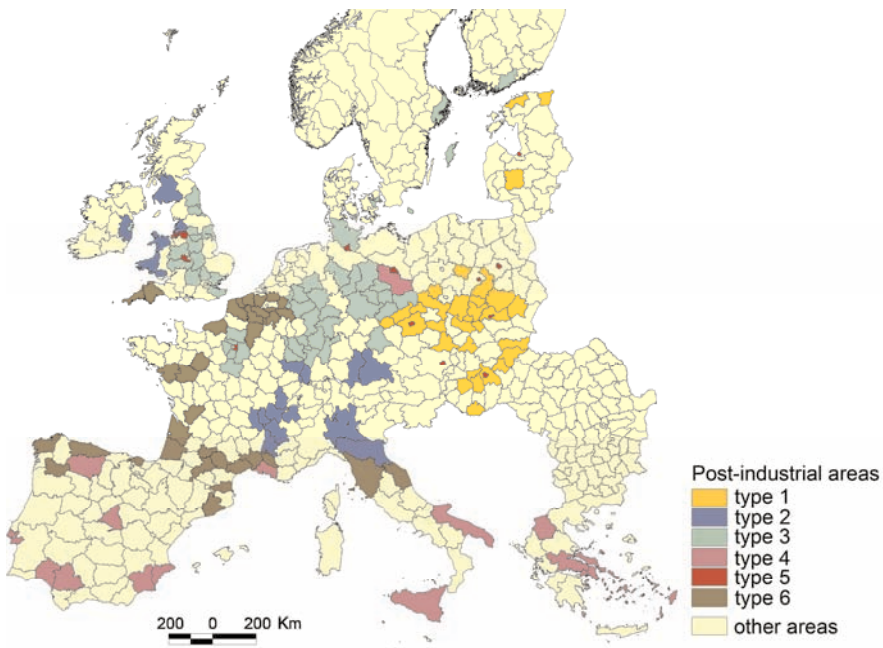 Post-industrial areas
type 1
type 2
type 3
type 4
type 5
type 6
other areas
200 0 200 Km